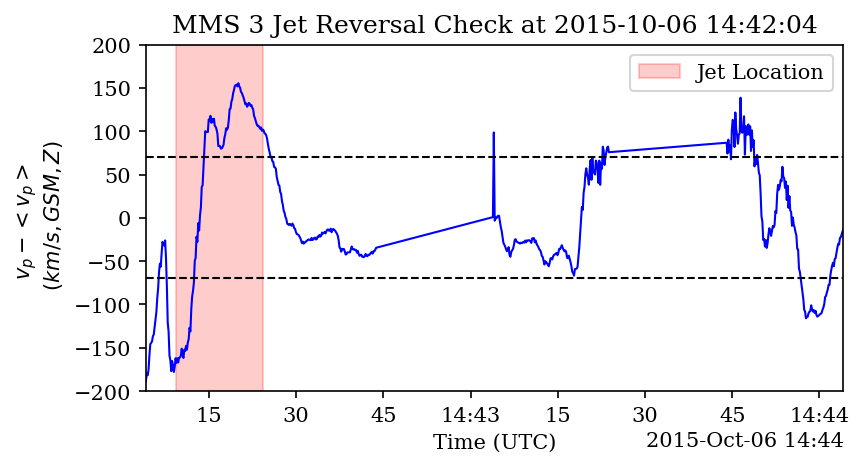 MMS 3 Jet Reversal Check at 2015-10-06 14:42:04
200
150
100
50
0
−50
−100
−150
−200
v_p − < v_p >
(km/s, GSM, Z)
Jet Location
15
30
45
14:43
15
30
45
14:44
Time (UTC)
2015-Oct-06 14:44